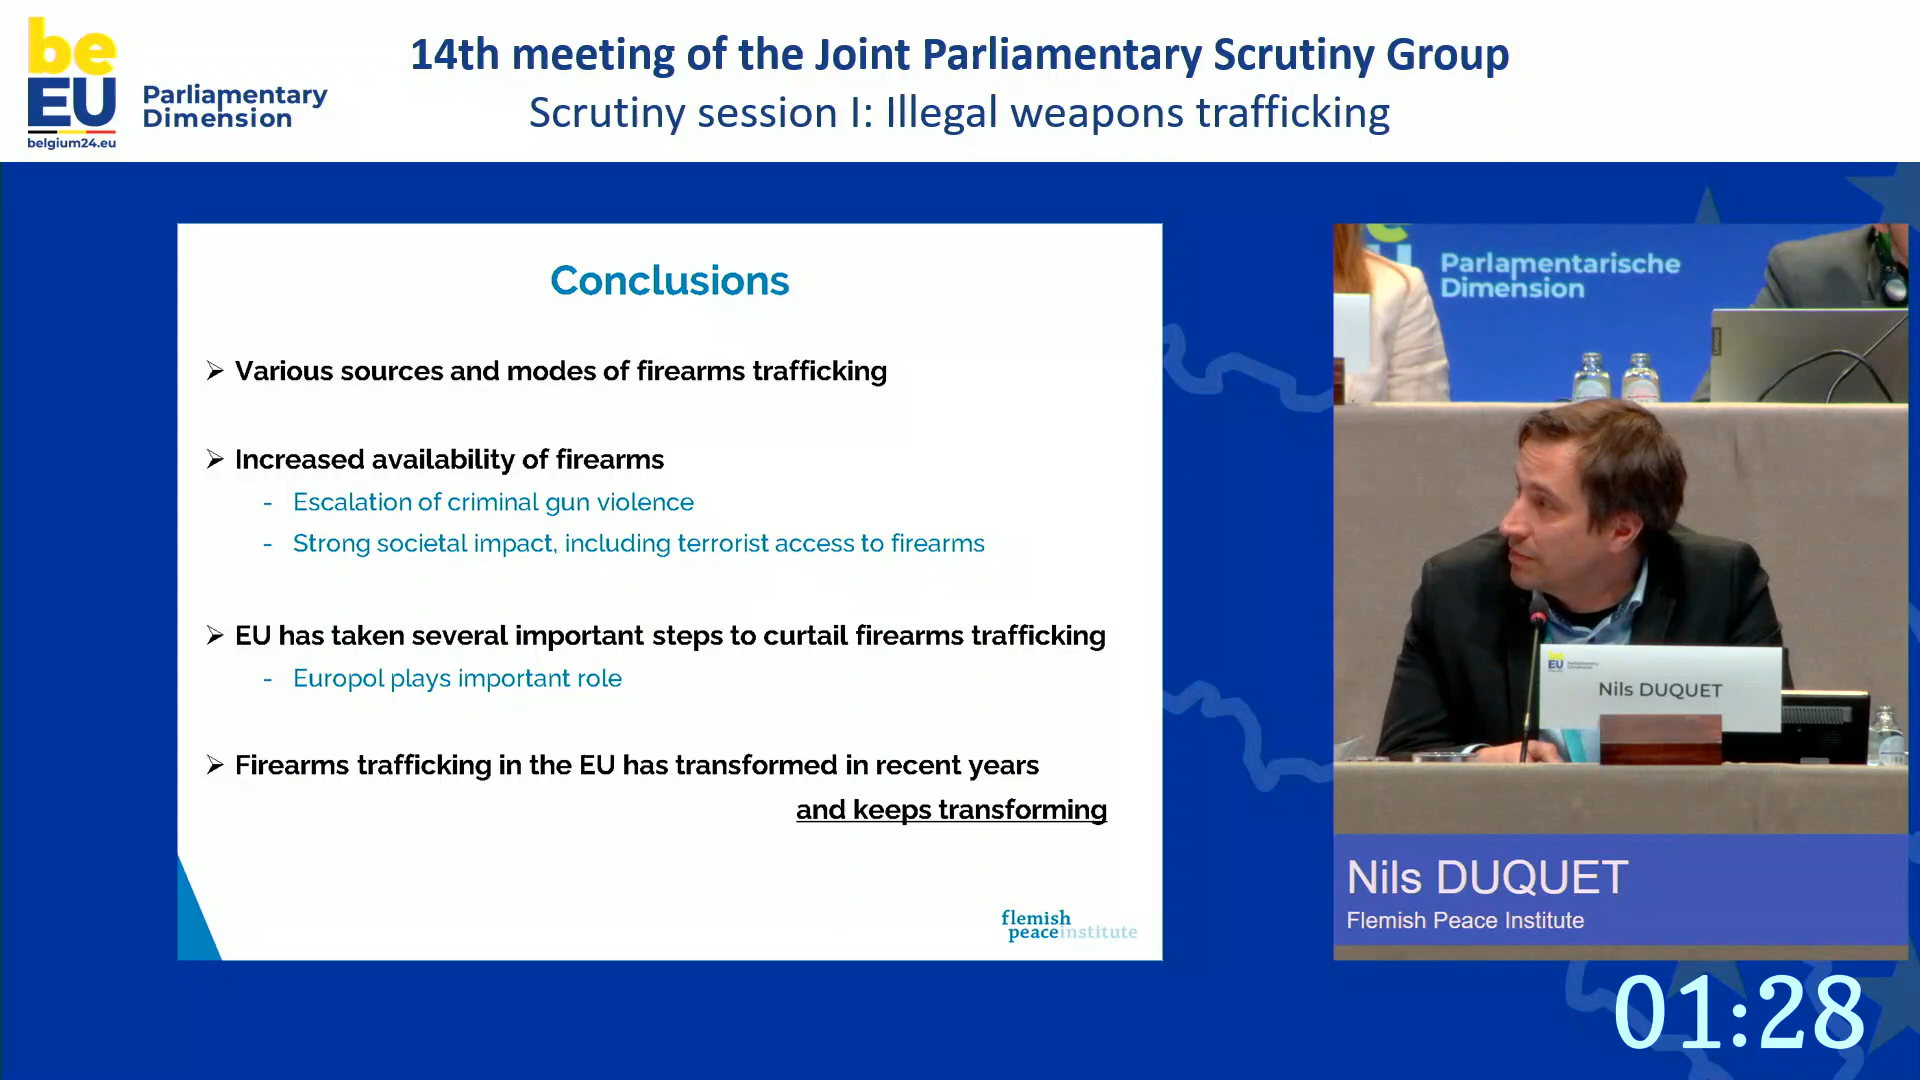 be
EU
belgium24.eu
Parliamentary
Dimension
14th meeting of the Joint Parliamentary Scrutiny Group
Scrutiny session I: Illegal weapons trafficking
Conclusions
➢ Various sources and modes of firearms trafficking
➢ Increased availability of firearms
- Escalation of criminal gun violence
- Strong societal impact, including terrorist access to firearms
➢ EU has taken several important steps to curtail firearms trafficking
- Europol plays important role
➢ Firearms trafficking in the EU has transformed in recent years
and keeps transforming
flemish
peaceinstitute
Parlamentarische
Dimension
be
EU
Nils DUQUET
Nils DUQUET
Flemish Peace Institute
01:28